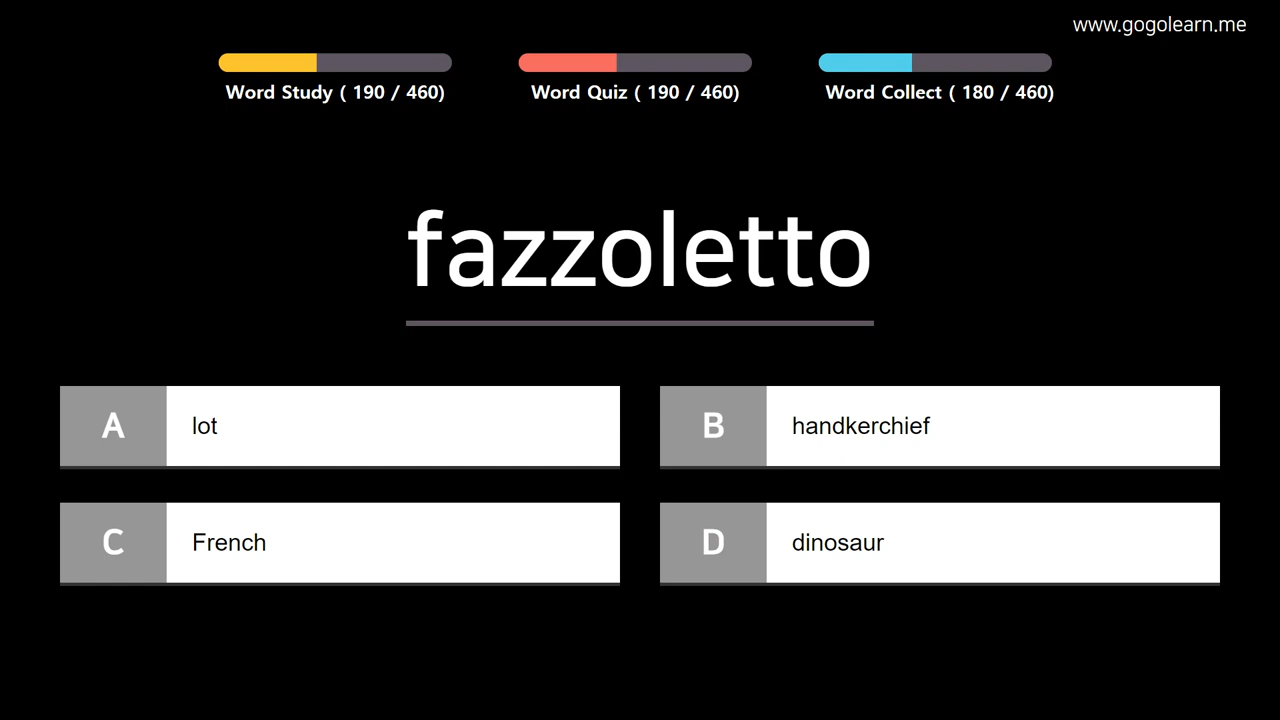 www.gogolearn.me
Word Study ( 190 / 460)
Word Quiz ( 190 / 460)
Word Collect ( 180 / 460)
fazzoletto
A lot
B handkerchief
C French
D dinosaur